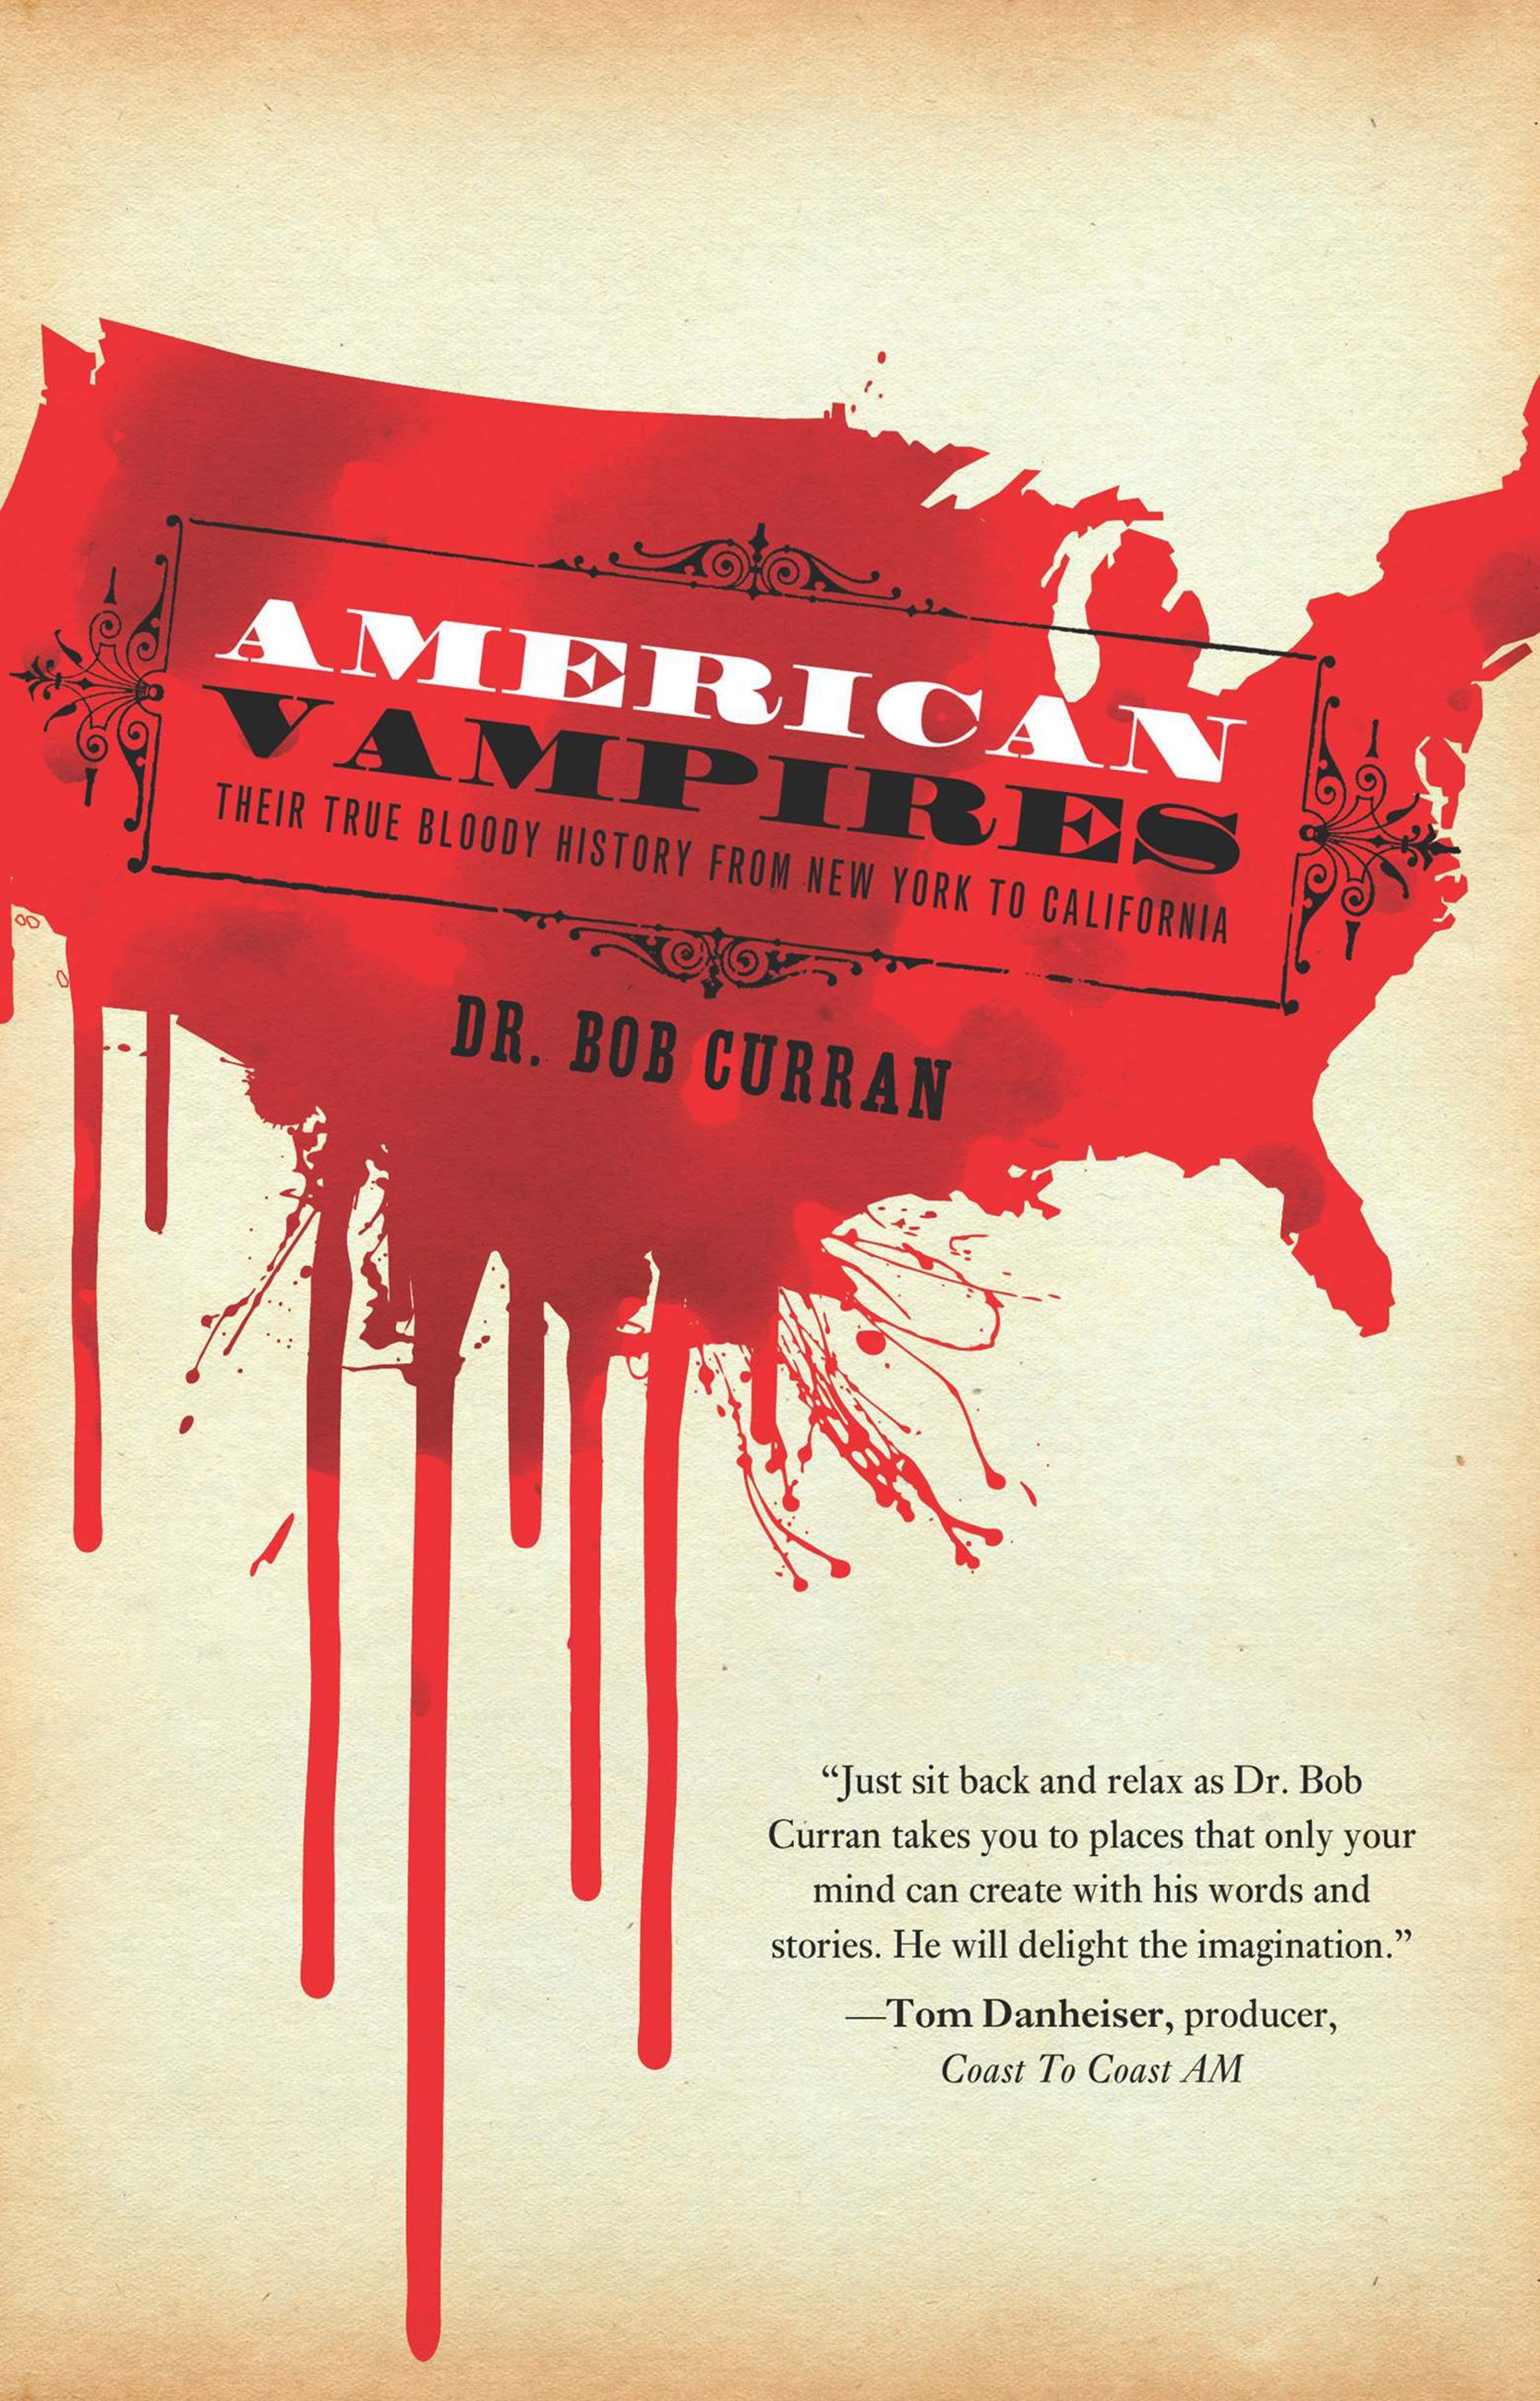 AMERICAN
VAMPIRES
THEIR TRUE BLOODY HISTORY FROM NEW YORK TO CALIFORNIA
DR. BOB CURRAN
“Just sit back and relax as Dr. Bob
Curran takes you to places that only your
mind can create with his words and
stories. He will delight the imagination.”
—Tom Danheiser, producer,
Coast To Coast AM